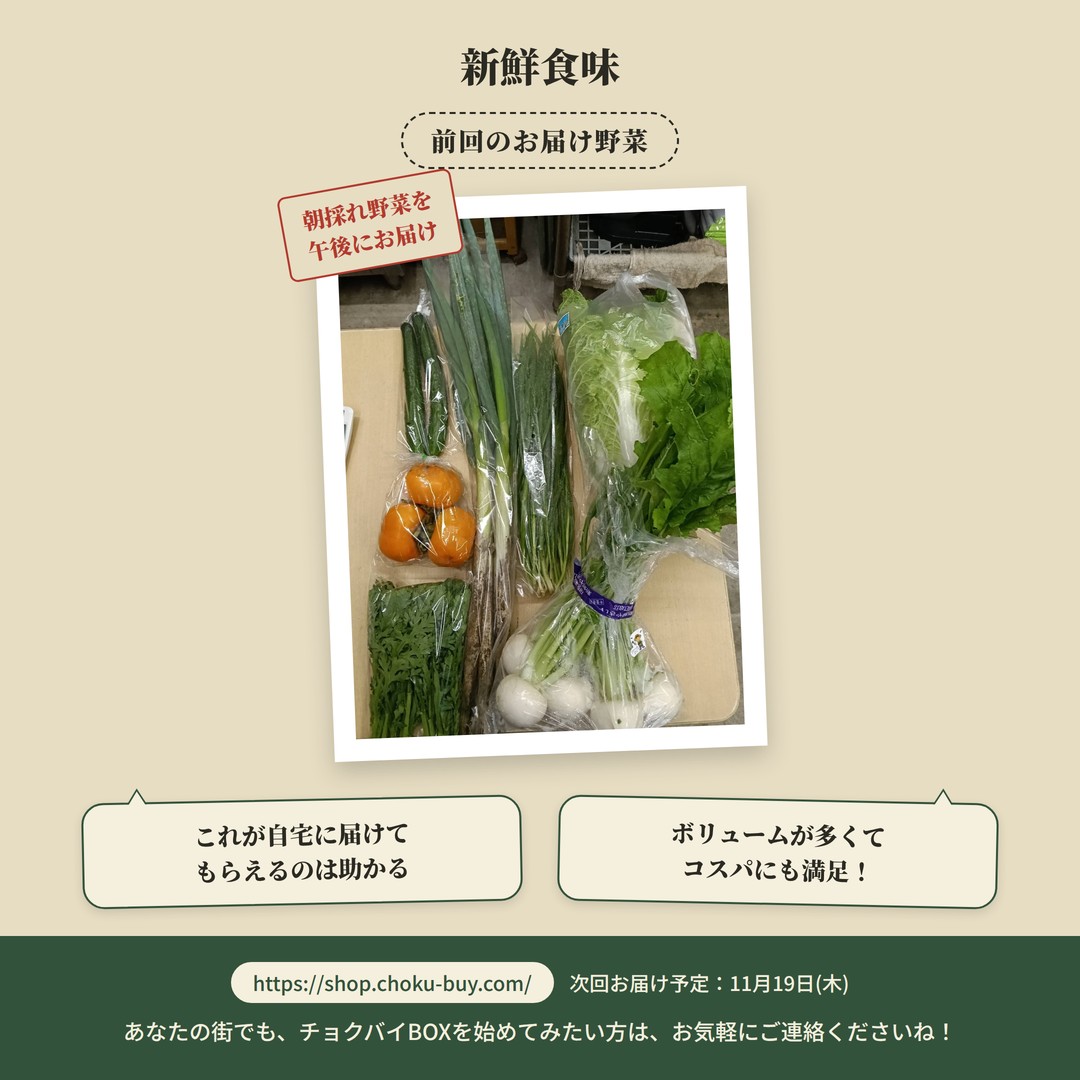 新鮮食味
前回のお届け野菜
朝採れ野菜を
午後にお届け
これが自宅に届けて
もらえるのは助かる
ボリュームが多くて
コスパにも満足！
https://shop.choku-buy.com/
次回お届け予定：11月19日(木)
あなたの街でも、チョクバイBOXを始めてみたい方は、お気軽にご連絡くださいね！